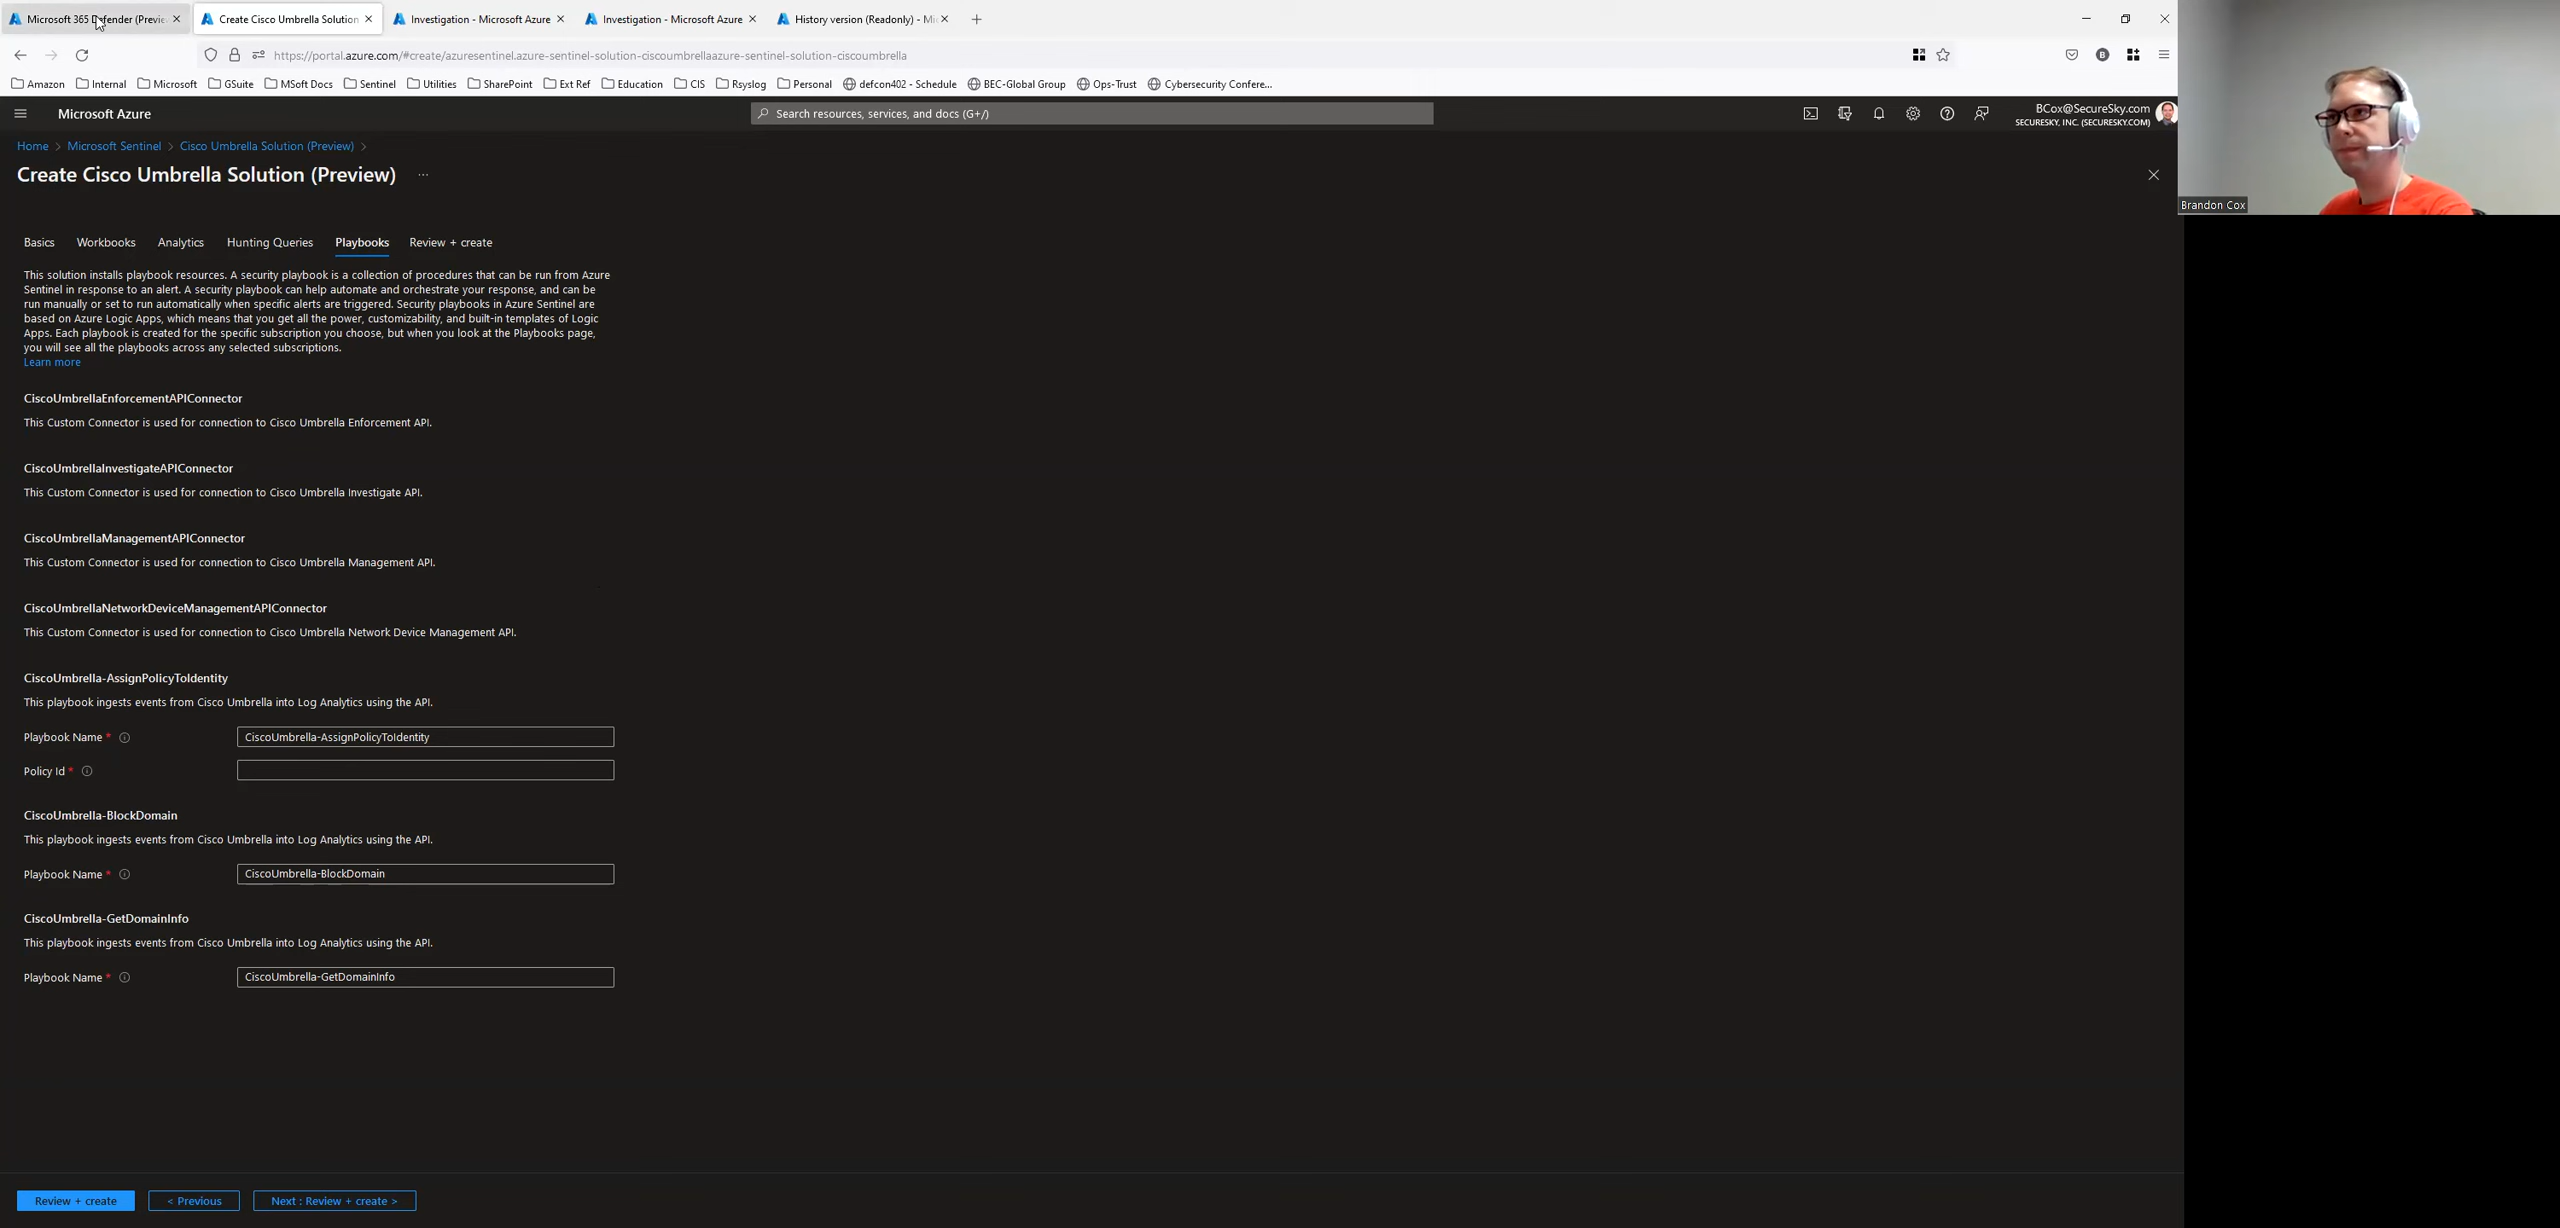 Microsoft 365 Defender (Previe
Create Cisco Umbrella Solution
Investigation - Microsoft Azure
Investigation - Microsoft Azure
History version (Readonly) - Mi
https://portal.azure.com/#create/azuresentinel.azure-sentinel-solution-ciscoumbrellaazure-sentinel-solution-ciscoumbrella
Amazon Internal Microsoft GSuite MSoft Docs Sentinel Utilities SharePoint Ext Ref Education CIS Rsyslog Personal defcon402 - Schedule BEC-Global Group Ops-Trust Cybersecurity Confere...
Microsoft Azure
Search resources, services, and docs (G+/)
BCox@SecureSky.com
SECURESKY, INC. (SECURESKY.COM)
Brandon Cox
Home > Microsoft Sentinel > Cisco Umbrella Solution (Preview) >
Create Cisco Umbrella Solution (Preview) ...
Basics Workbooks Analytics Hunting Queries Playbooks Review + create
This solution installs playbook resources. A security playbook is a collection of procedures that can be run from Azure
Sentinel in response to an alert. A security playbook can help automate and orchestrate your response, and can be
run manually or set to run automatically when specific alerts are triggered. Security playbooks in Azure Sentinel are
based on Azure Logic Apps, which means that you get all the power, customizability, and built-in templates of Logic
Apps. Each playbook is created for the specific subscription you choose, but when you look at the Playbooks page,
you will see all the playbooks across any selected subscriptions.
Learn more
CiscoUmbrellaEnforcementAPIConnector
This Custom Connector is used for connection to Cisco Umbrella Enforcement API.
CiscoUmbrellaInvestigateAPIConnector
This Custom Connector is used for connection to Cisco Umbrella Investigate API.
CiscoUmbrellaManagementAPIConnector
This Custom Connector is used for connection to Cisco Umbrella Management API.
CiscoUmbrellaNetworkDeviceManagementAPIConnector
This Custom Connector is used for connection to Cisco Umbrella Network Device Management API.
CiscoUmbrella-AssignPolicyToIdentity
This playbook ingests events from Cisco Umbrella into Log Analytics using the API.
Playbook Name * CiscoUmbrella-AssignPolicyToIdentity
Policy Id *
CiscoUmbrella-BlockDomain
This playbook ingests events from Cisco Umbrella into Log Analytics using the API.
Playbook Name * CiscoUmbrella-BlockDomain
CiscoUmbrella-GetDomainInfo
This playbook ingests events from Cisco Umbrella into Log Analytics using the API.
Playbook Name * CiscoUmbrella-GetDomainInfo
Review + create
< Previous
Next : Review + create >